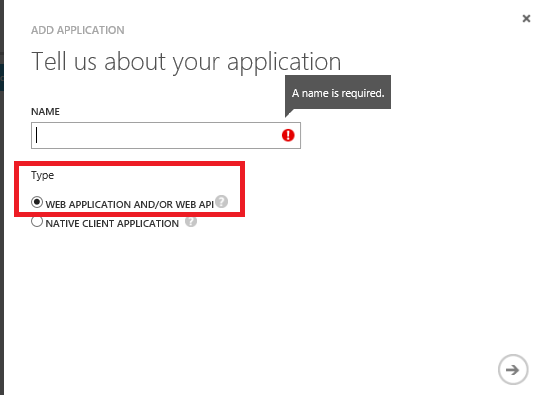 ADD APPLICATION
Tell us about your application
A name is required.
NAME
Type
WEB APPLICATION AND/OR WEB API
NATIVE CLIENT APPLICATION